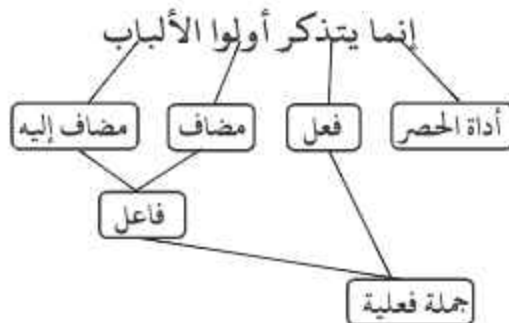 إنما يتذكر أولوا الألباب
أداة الحصر فعل مضاف مضاف إليه
فاعل
جملة فعلية